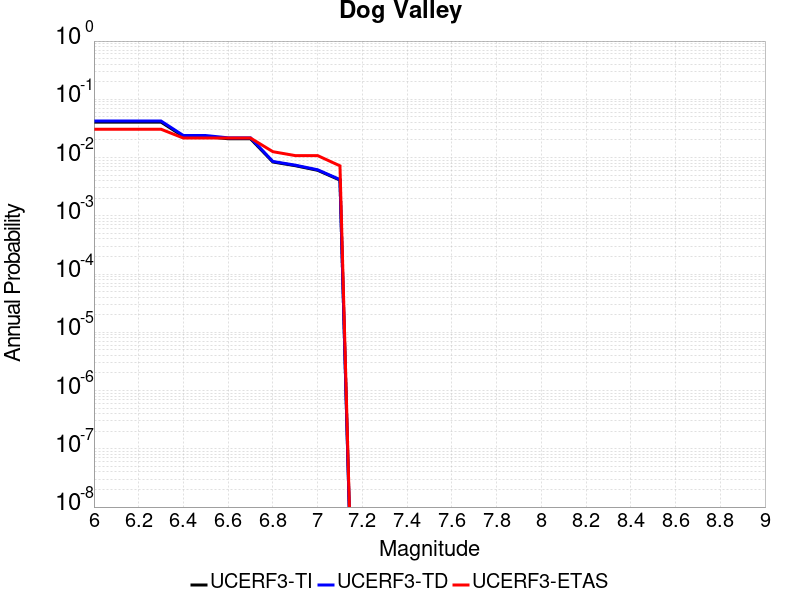 Dog Valley
10^0
10^-1
10^-2
10^-3
10^-4
10^-5
10^-6
10^-7
10^-8
Annual Probability
6 6.2 6.4 6.6 6.8 7 7.2 7.4 7.6 7.8 8 8.2 8.4 8.6 8.8 9
Magnitude
UCERF3-TI UCERF3-TD UCERF3-ETAS